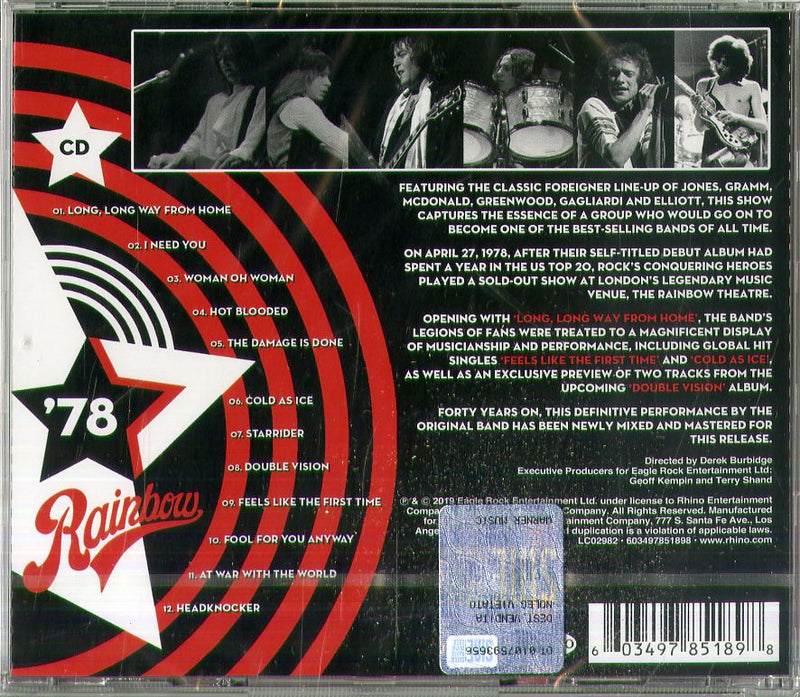 CD
01. LONG, LONG WAY FROM HOME
02. I NEED YOU
03. WOMAN OH WOMAN
04. HOT BLOODED
05. THE DAMAGE IS DONE
06. COLD AS ICE
07. STARRIDER
08. DOUBLE VISION
09. FEELS LIKE THE FIRST TIME
10. FOOL FOR YOU ANYWAY
11. AT WAR WITH THE WORLD
12. HEADKNOCKER
'78
Rainbow
FEATURING THE CLASSIC FOREIGNER LINE-UP OF JONES, GRAMM,
MCDONALD, GREENWOOD, GAGLIARDI AND ELLIOTT, THIS SHOW
CAPTURES THE ESSENCE OF A GROUP WHO WOULD GO ON TO
BECOME ONE OF THE BEST-SELLING BANDS OF ALL TIME.
ON APRIL 27, 1978, AFTER THEIR SELF-TITLED DEBUT ALBUM HAD
SPENT A YEAR IN THE US TOP 20, ROCK'S CONQUERING HEROES
PLAYED A SOLD-OUT SHOW AT LONDON'S LEGENDARY MUSIC
VENUE, THE RAINBOW THEATRE.
OPENING WITH 'LONG, LONG WAY FROM HOME', THE BAND'S
LEGIONS OF FANS WERE TREATED TO A MAGNIFICENT DISPLAY
OF MUSICIANSHIP AND PERFORMANCE, INCLUDING GLOBAL HIT
SINGLES 'FEELS LIKE THE FIRST TIME' AND 'COLD AS ICE',
AS WELL AS AN EXCLUSIVE PREVIEW OF TWO TRACKS FROM THE
UPCOMING 'DOUBLE VISION' ALBUM.
FORTY YEARS ON, THIS DEFINITIVE PERFORMANCE BY THE
ORIGINAL BAND HAS BEEN NEWLY MIXED AND MASTERED FOR
THIS RELEASE.
Directed by Derek Burbidge
Executive Producers for Eagle Rock Entertainment Ltd:
Geoff Kempin and Terry Shand
℗ & © 2019 Eagle Rock Entertainment Ltd. under license to Rhino Entertainment
Company. All Rights Reserved. Manufactured
for tainment Company, 777 S. Santa Fe Ave., Los
duplication is a violation of applicable laws.
LC02982 • 603497851898 • www.rhino.com
WARNER MUSIC
DEST.VENDITA
NOLEG VIETATO
SIAE
6 03497 85189 8